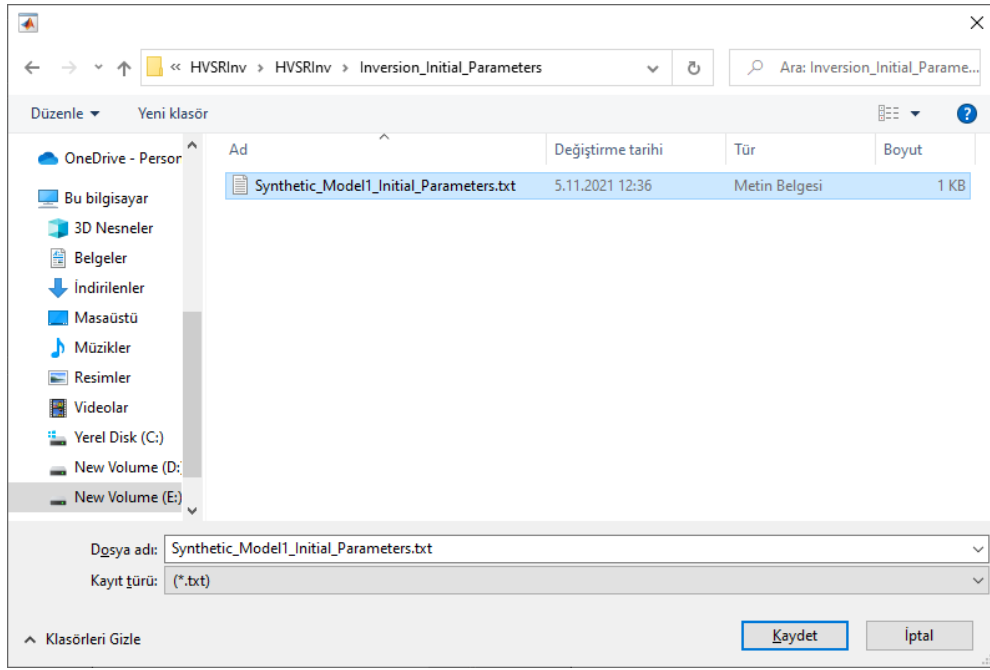 « HVSRInv > HVSRInv > Inversion_Initial_Parameters
Ara: Inversion_Initial_Parame...
Düzenle
Yeni klasör
?
Ad Değiştirme tarihi Tür Boyut
Synthetic_Model1_Initial_Parameters.txt 5.11.2021 12:36 Metin Belgesi 1 KB
OneDrive - Person
Bu bilgisayar
3D Nesneler
Belgeler
İndirilenler
Masaüstü
Müzikler
Resimler
Videolar
Yerel Disk (C:)
New Volume (D:
New Volume (E:)
Dosya adı: Synthetic_Model1_Initial_Parameters.txt
Kayıt türü: (*.txt)
Klasörleri Gizle
Kaydet
İptal